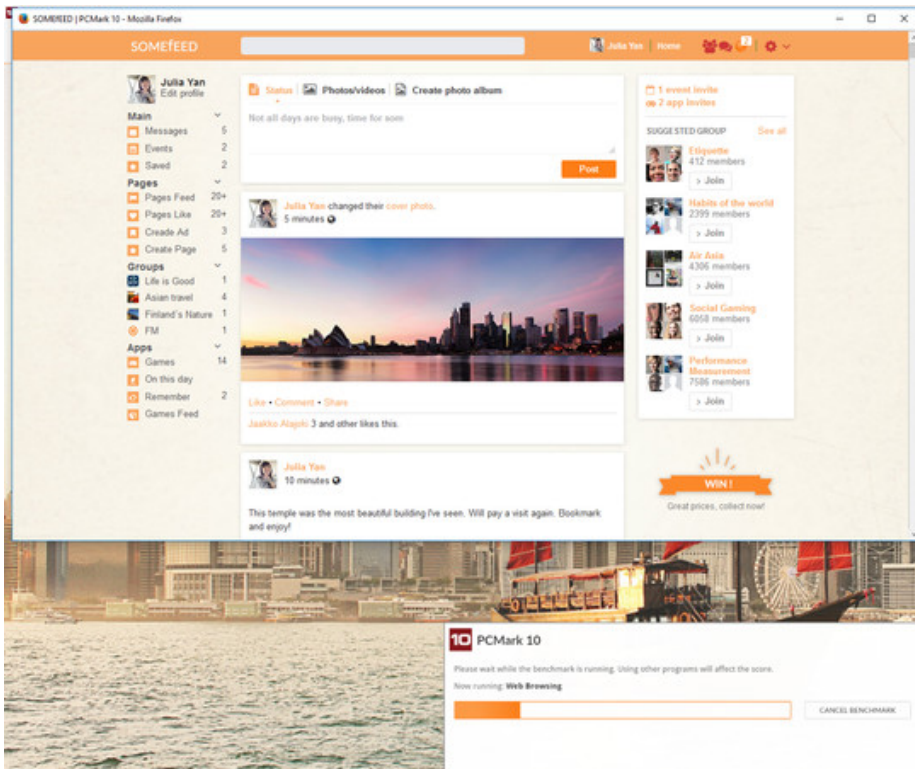 SOMEfEED | PCMark 10 - Mozilla Firefox
SOMEfEED
Julia Yan | Home
2
Julia Yan
Edit profile
Main
Messages 5
Events 2
Saved 2
Pages
Pages Feed 20+
Pages Like 20+
Creade Ad 3
Create Page 5
Groups
Life is Good 1
Asian travel 4
Finland's Nature 1
FM 1
Apps
Games 14
On this day
Remember 2
Games Feed
Status | Photos/videos | Create photo album
Not all days are busy, time for som
Post
Julia Yan changed their cover photo.
5 minutes
Like • Comment • Share
Jaakko Alajoki 3 and other likes this.
Julia Yan
10 minutes
This temple was the most beautiful building I've seen. Will pay a visit again. Bookmark
and enjoy!
1 event invite
2 app invites
SUGGESTED GROUP See all
Etiquette
412 members
> Join
Habits of the world
2399 members
> Join
Air Asia
4306 members
> Join
Social Gaming
6058 members
> Join
Performance
Measurement
7586 members
> Join
WIN !
Great prices, collect now!
10 PCMark 10
Please wait while the benchmark is running. Using other programs will affect the score.
Now running: Web Browsing
CANCEL BENCHMARK